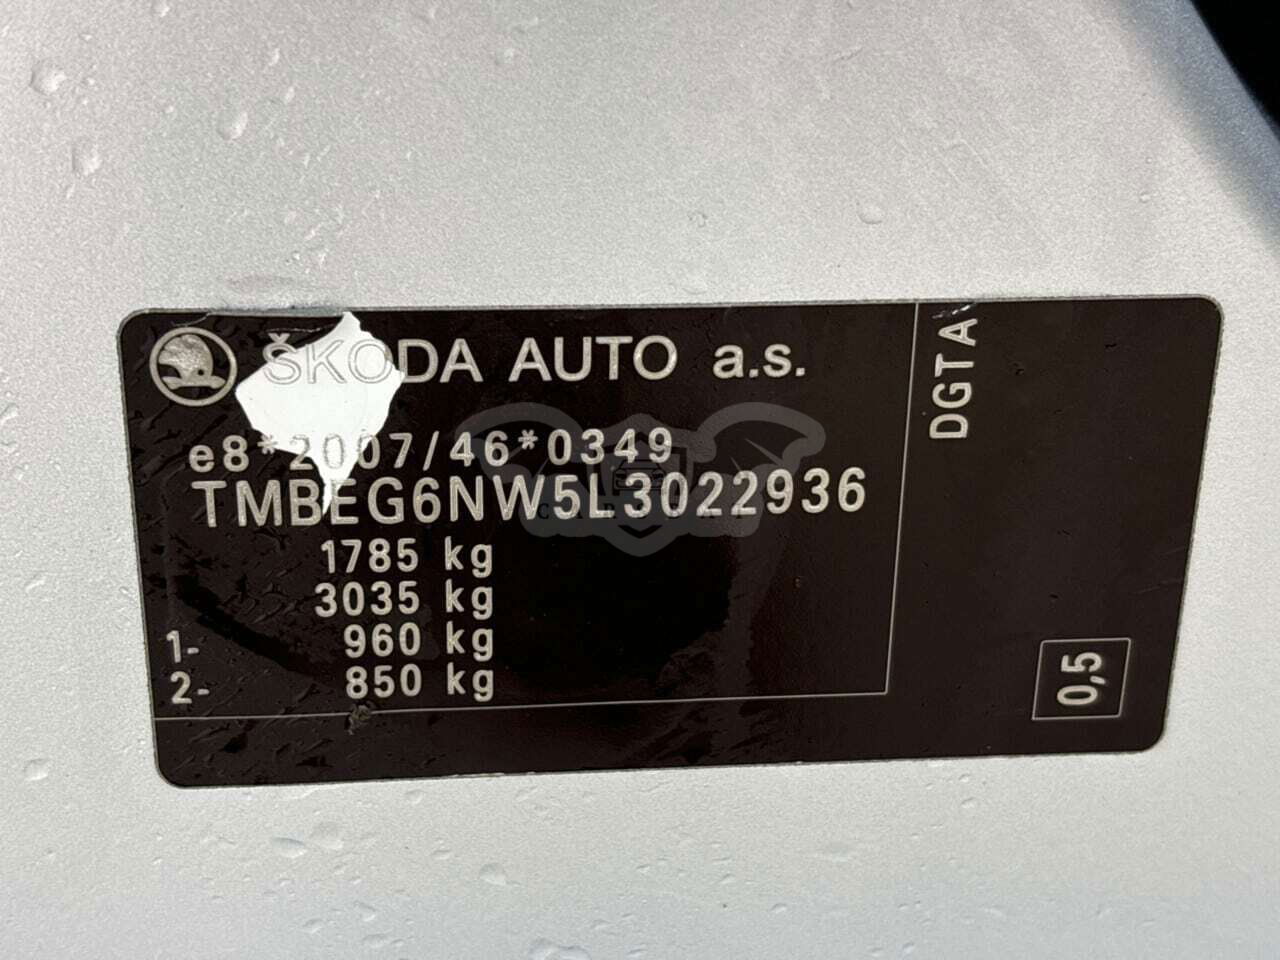 ŠKODA AUTO a.s.
e8*2007/46*0349
TMBEG6NW5L3022936
1785 kg
3035 kg
1- 960 kg
2- 850 kg
DGTA
0,5